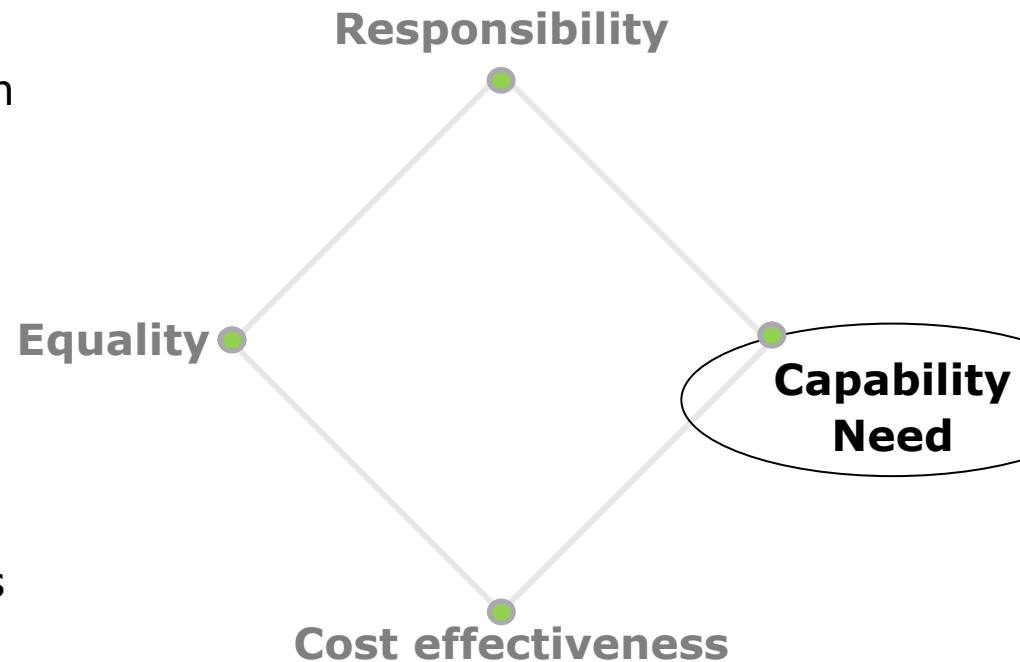 Responsibility
n
Equality
Capability
Need
s
Cost effectiveness